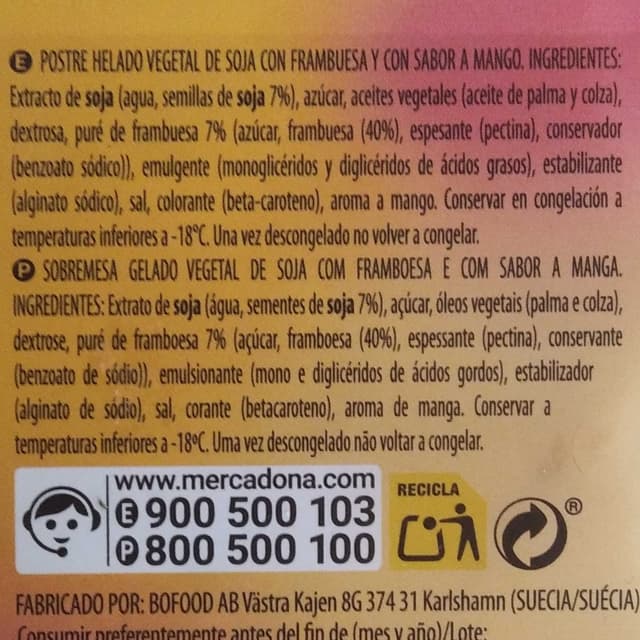 E POSTRE HELADO VEGETAL DE SOJA CON FRAMBUESA Y CON SABOR A MANGO. INGREDIENTES:
Extracto de soja (agua, semillas de soja 7%), azúcar, aceites vegetales (aceite de palma y colza),
dextrosa, puré de frambuesa 7% (azúcar, frambuesa (40%), espesante (pectina), conservador
(benzoato sódico)), emulgente (monoglicéridos y diglicéridos de ácidos grasos), estabilizante
(alginato sódico), sal, colorante (beta-caroteno), aroma a mango. Conservar en congelación a
temperaturas inferiores a -18°C. Una vez descongelado no volver a congelar.
P SOBREMESA GELADO VEGETAL DE SOJA COM FRAMBOESA E COM SABOR A MANGA.
INGREDIENTES: Extrato de soja (água, sementes de soja 7%), açúcar, óleos vegetais (palma e colza),
dextrose, puré de framboesa 7% (açúcar, framboesa (40%), espessante (pectina), conservante
(benzoato de sódio)), emulsionante (mono e diglicéridos de ácidos gordos), estabilizador
(alginato de sódio), sal, corante (betacaroteno), aroma de manga. Conservar a
temperaturas inferiores a -18ºC. Uma vez descongelado não voltar a congelar.
www.mercadona.com
E 900 500 103
P 800 500 100
RECICLA
®
FABRICADO POR: BOFOOD AB Västra Kajen 8G 374 31 Karlshamn (SUECIA/SUÉCIA)
Consumir preferentemente antes del fin de (mes y año)/Lote: